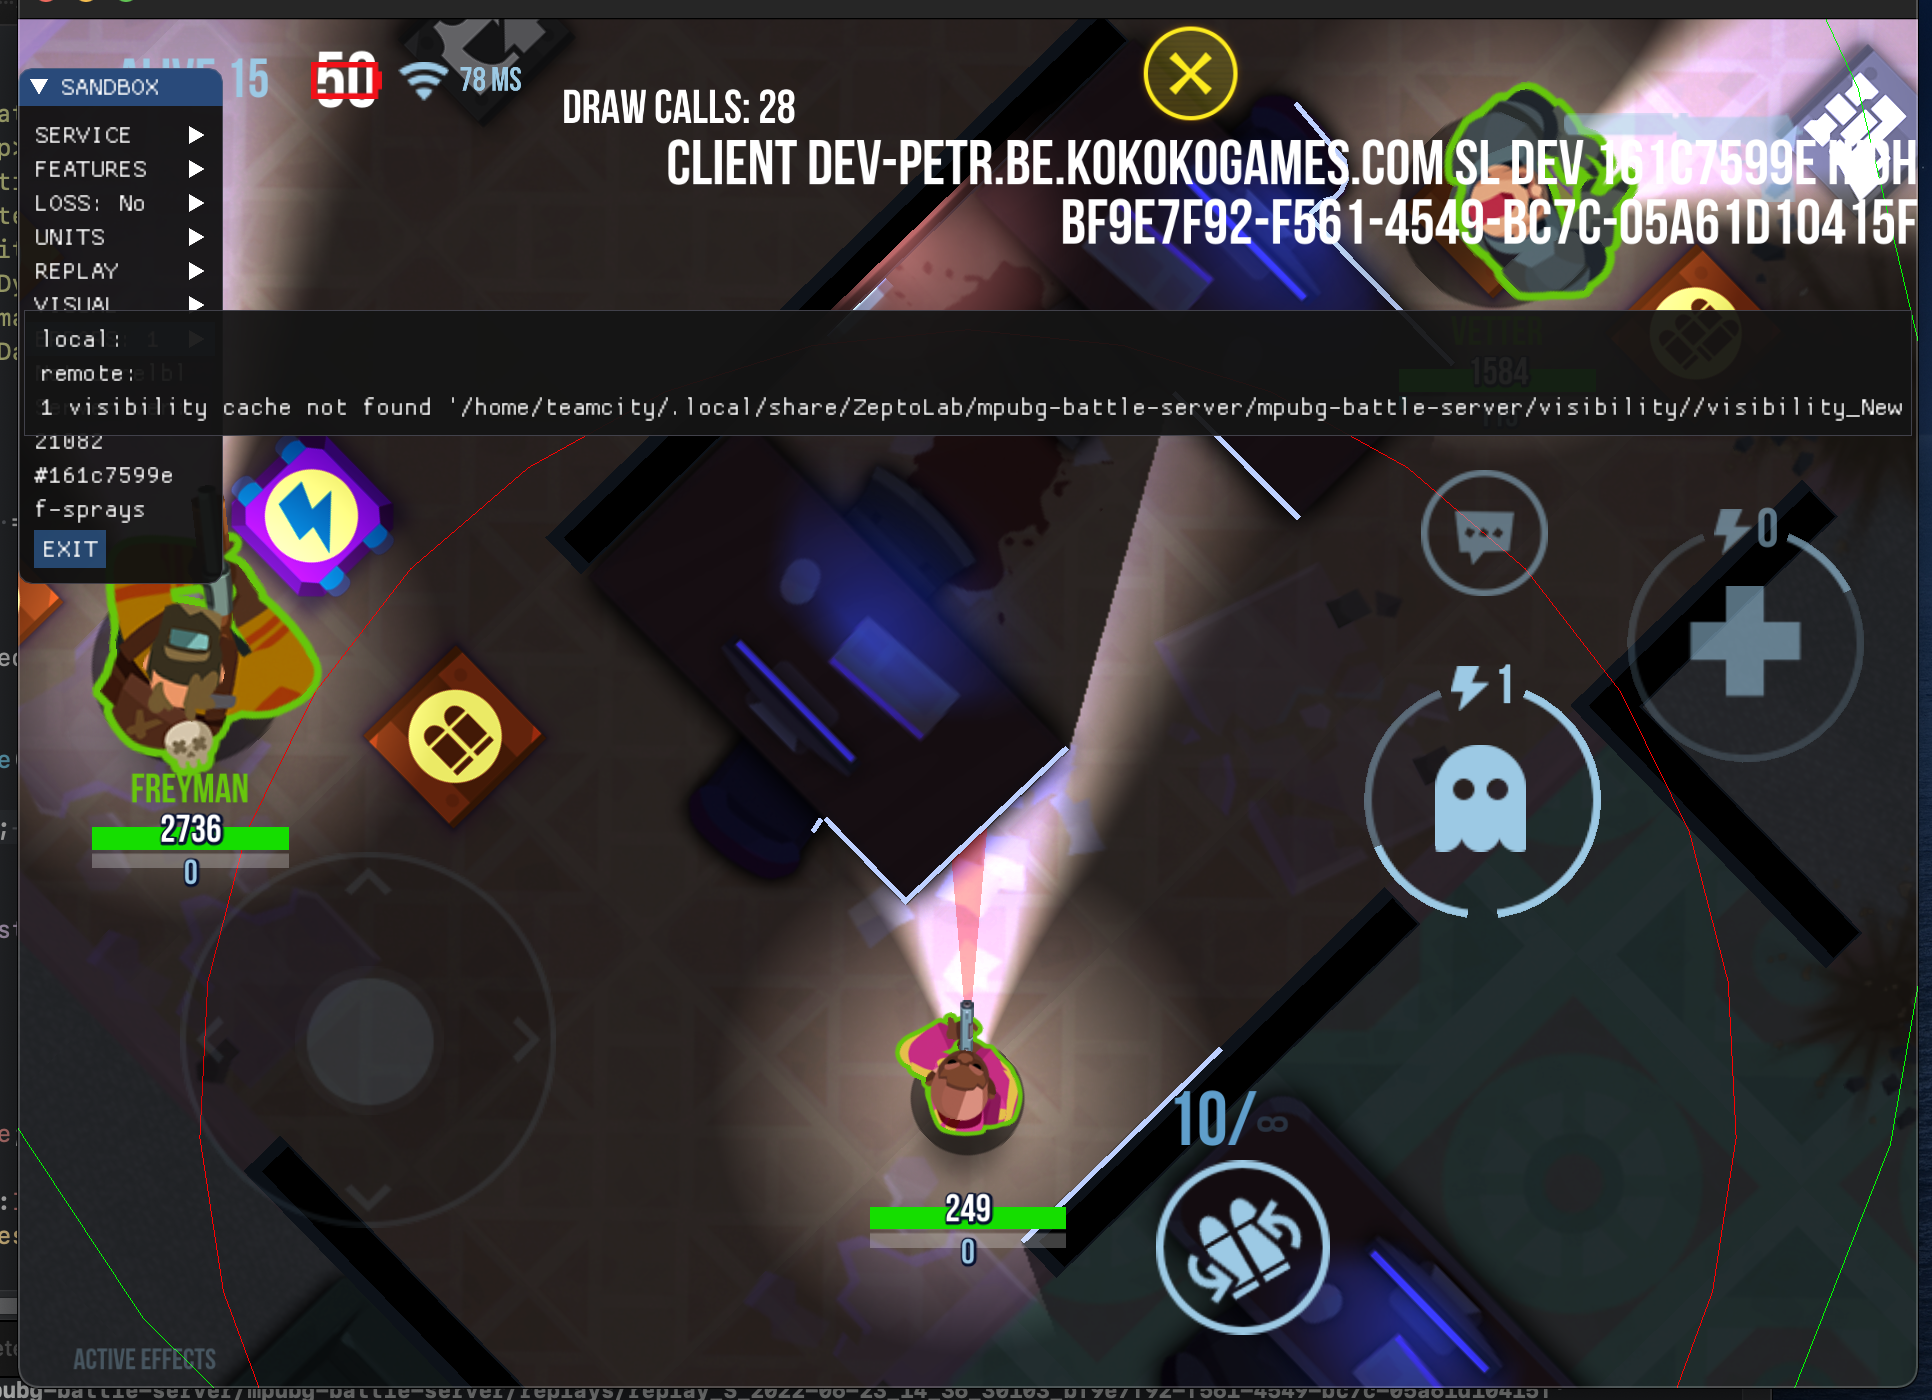 ALIVE 15
50
78 MS
DRAW CALLS: 28
CLIENT DEV-PETR.BE.KOKOKOGAMES.COM SL DEV 161C7599E
BF9E7F92-F561-4549-BC7C-05A61D10415F
SANDBOX
SERVICE
FEATURES
LOSS: No
UNITS
REPLAY
VISUAL
local:
remote:
1 visibility cache not found '/home/teamcity/.local/share/ZeptoLab/mpubg-battle-server/mpubg-battle-server/visibility//visibility_New
21082
#161c7599e
f-sprays
EXIT
VETTER
1584
FREYMAN
2736
0
0
1
249
0
10/∞
ACTIVE EFFECTS